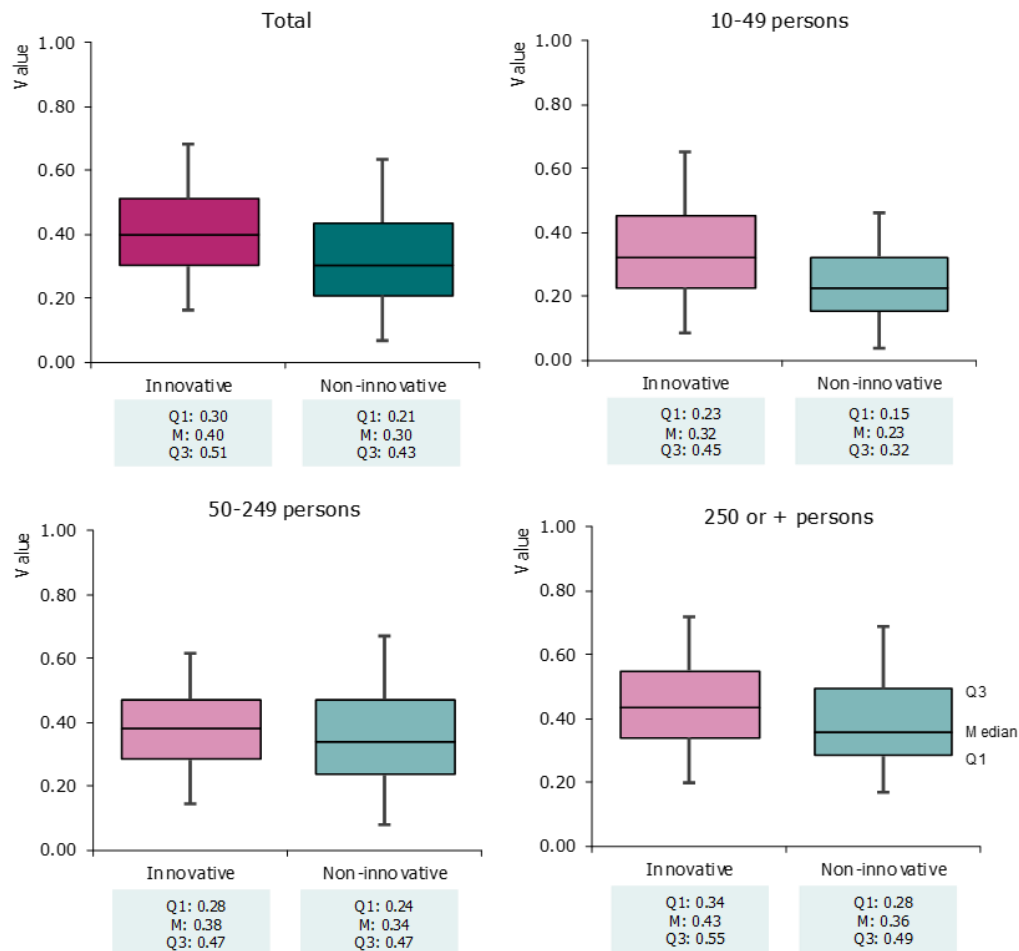 Total
Value
1.00
0.80
0.60
0.40
0.20
0.00
Innovative
Non-innovative
Q1: 0.30
M: 0.40
Q3: 0.51
Q1: 0.21
M: 0.30
Q3: 0.43
10-49 persons
Value
1.00
0.80
0.60
0.40
0.20
0.00
Innovative
Non-innovative
Q1: 0.23
M: 0.32
Q3: 0.45
Q1: 0.15
M: 0.23
Q3: 0.32
50-249 persons
Value
1.00
0.80
0.60
0.40
0.20
0.00
Innovative
Non-innovative
Q1: 0.28
M: 0.38
Q3: 0.47
Q1: 0.24
M: 0.34
Q3: 0.47
250 or + persons
Value
1.00
0.80
0.60
0.40
0.20
0.00
Q3
Median
Q1
Innovative
Non-innovative
Q1: 0.34
M: 0.43
Q3: 0.55
Q1: 0.28
M: 0.36
Q3: 0.49